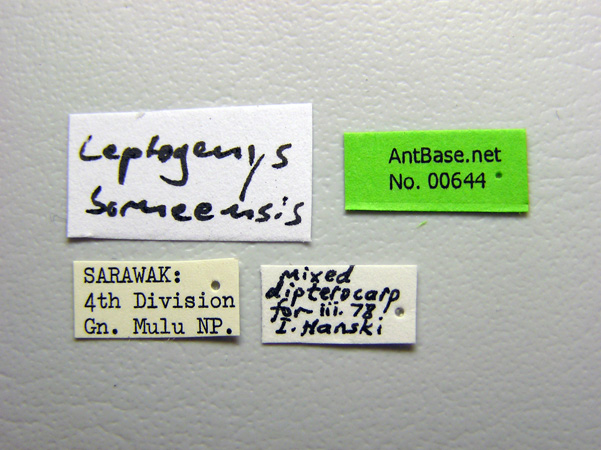 Leptogenys
borneensis
AntBase.net
No. 00644
SARAWAK:
4th Division
Gn. Mulu NP.
Mixed
dipterocarp
for iii. 78
I. Hanski